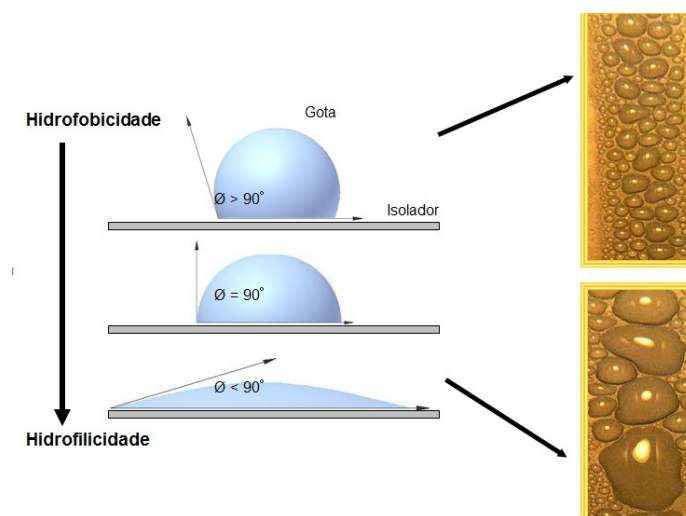 Gota
Hidrofobicidade
Ø > 90°
Isolador
Ø = 90°
Ø < 90°
Hidrofilicidade